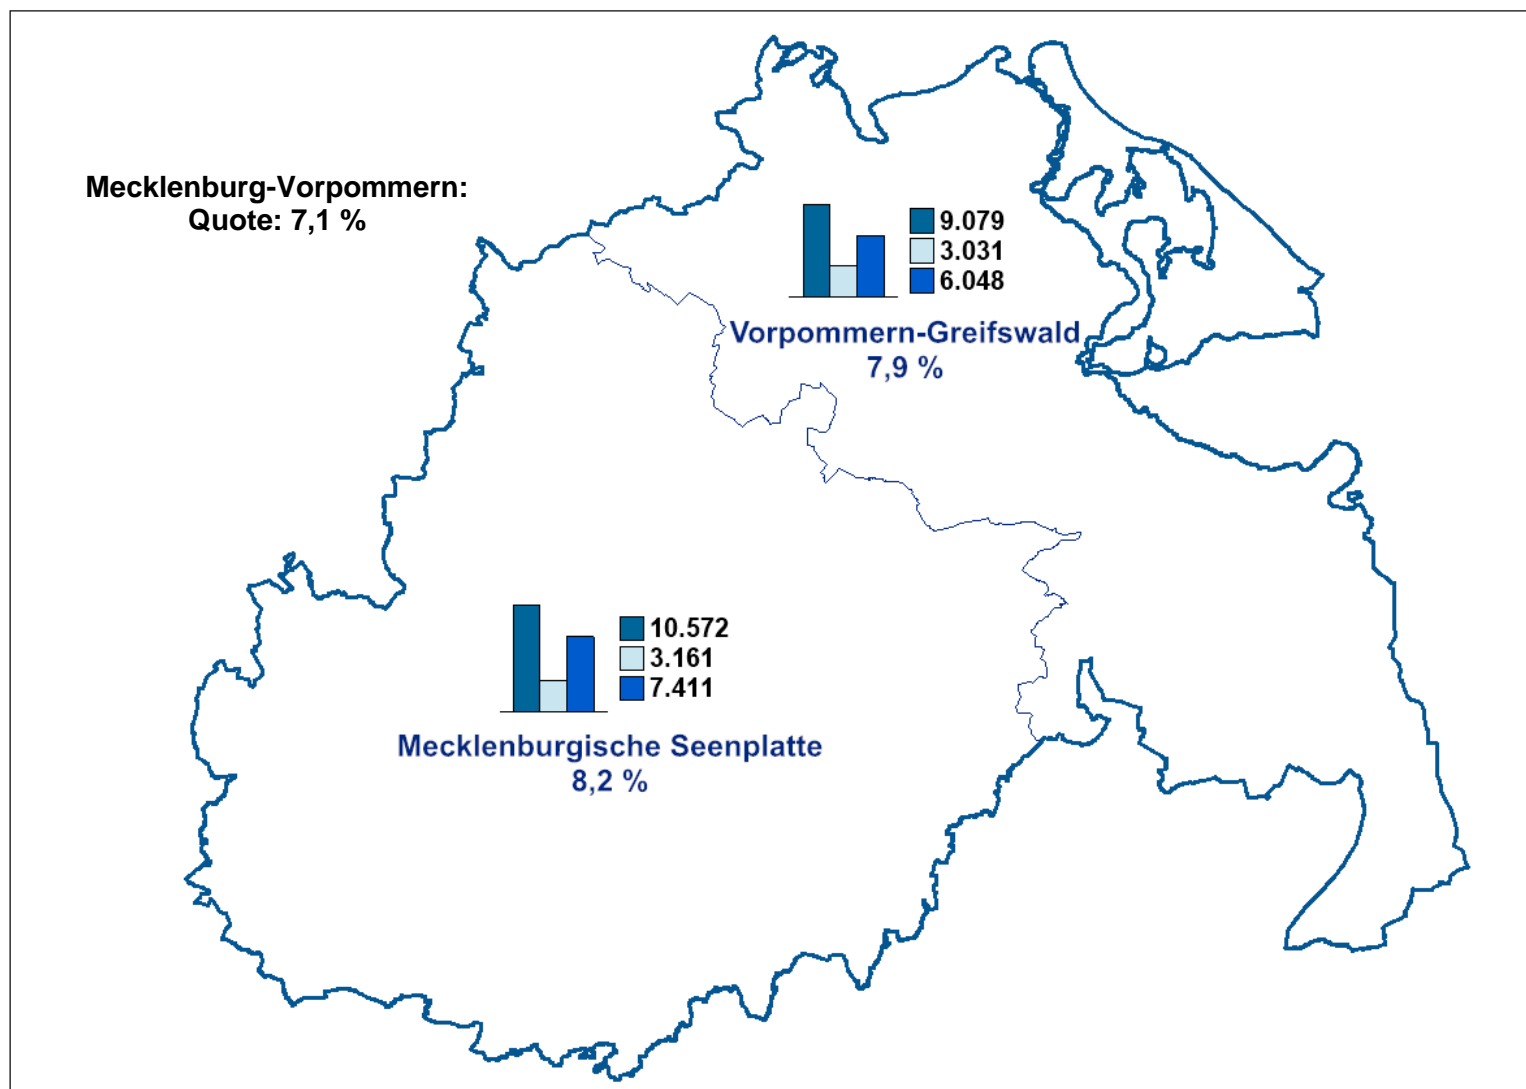 Mecklenburg-Vorpommern:
Quote: 7,1 %
9.079
3.031
6.048
Vorpommern-Greifswald
7,9 %
10.572
3.161
7.411
Mecklenburgische Seenplatte
8,2 %